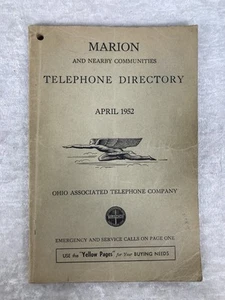 MARION
AND NEARBY COMMUNITIES
TELEPHONE DIRECTORY
APRIL 1952
OHIO ASSOCIATED TELEPHONE COMPANY
EMERGENCY AND SERVICE CALLS ON PAGE ONE
USE the "Yellow Pages" for Your BUYING NEEDS